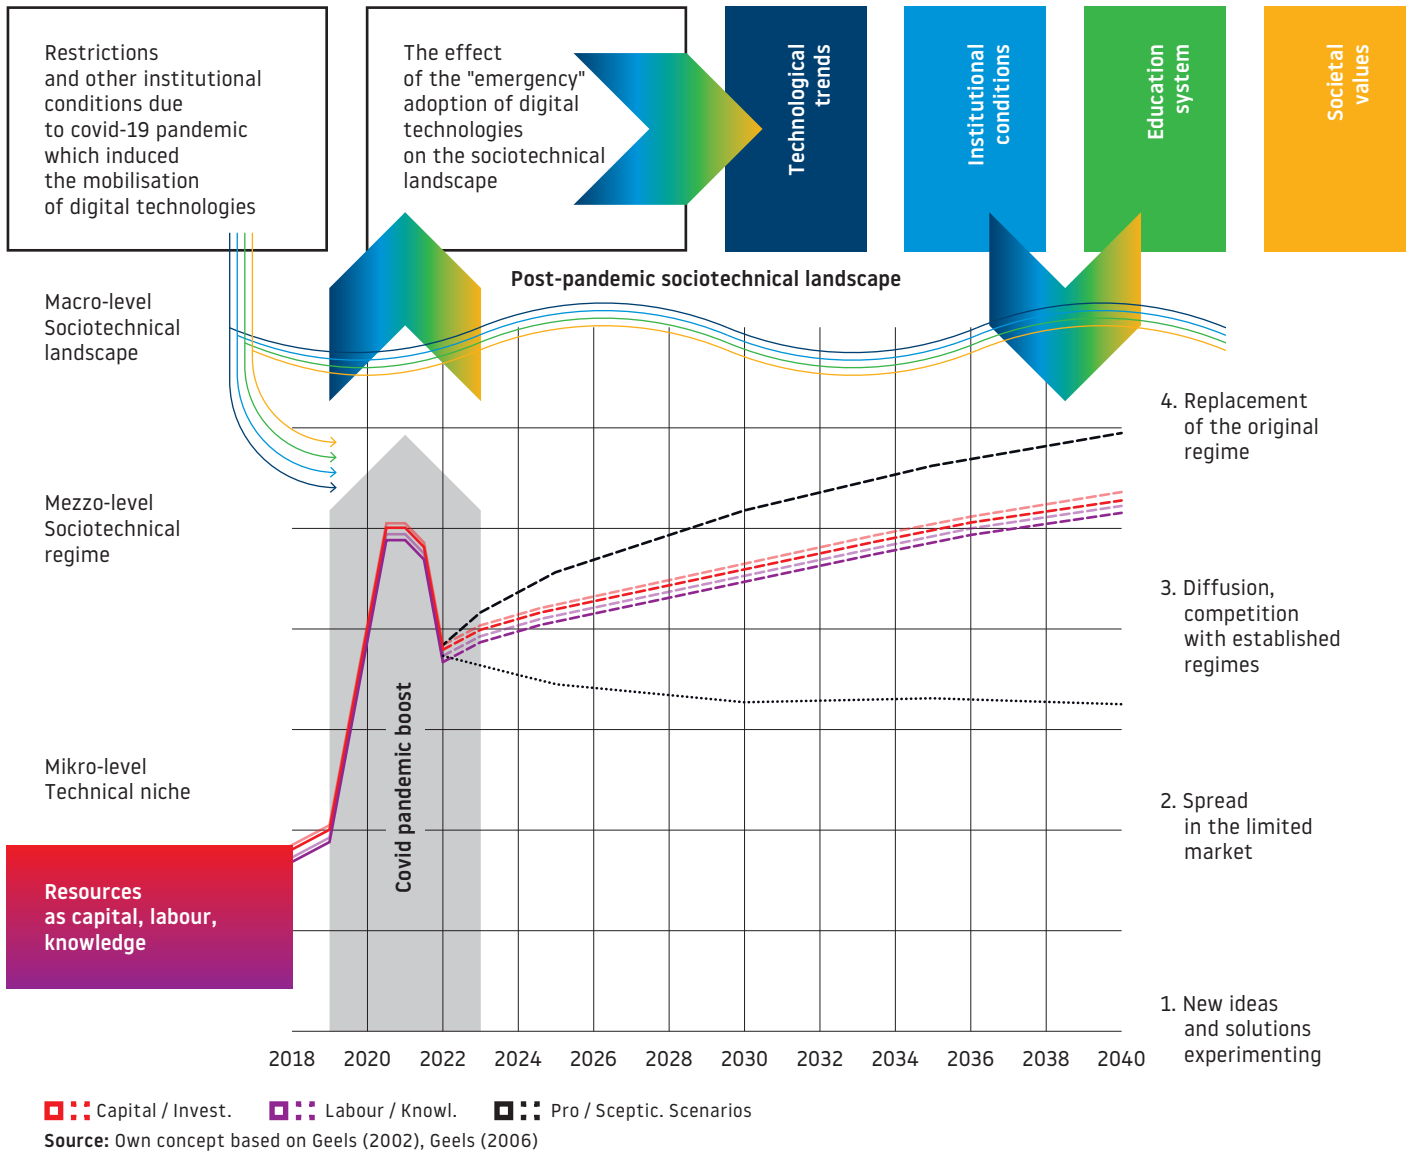 Restrictions
and other institutional
conditions due
to covid-19 pandemic
which induced
the mobilisation
of digital technologies
The effect
of the "emergency"
adoption of digital
technologies
on the sociotechnical
landscape
Technological
trends
Institutional
conditions
Education
system
Societal
values
Post-pandemic sociotechnical landscape
Macro-level
Sociotechnical
landscape
Mezzo-level
Sociotechnical
regime
Mikro-level
Technical niche
Resources
as capital, labour,
knowledge
Covid pandemic boost
4. Replacement
of the original
regime
3. Diffusion,
competition
with established
regimes
2. Spread
in the limited
market
1. New ideas
and solutions
experimenting
2018 2020 2022 2024 2026 2028 2030 2032 2034 2036 2038 2040
Capital / Invest. Labour / Knowl. Pro / Sceptic. Scenarios
Source: Own concept based on Geels (2002), Geels (2006)